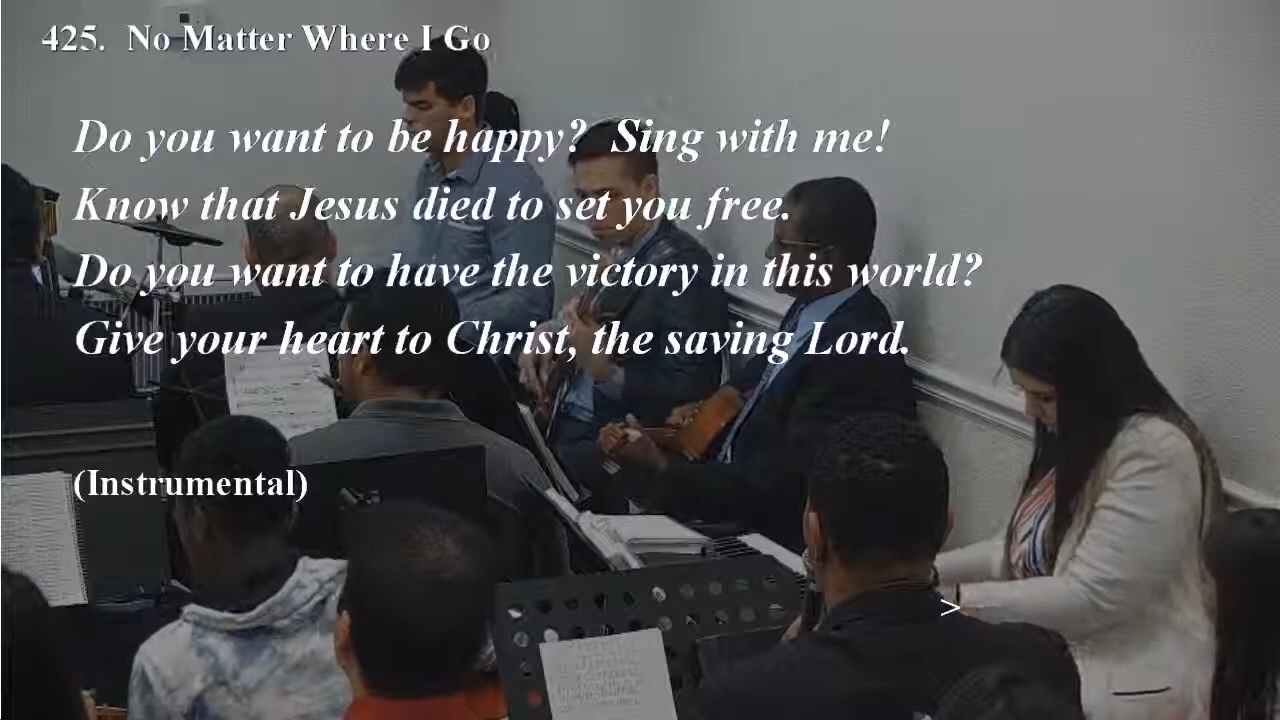 425. No Matter Where I Go
Do you want to be happy? Sing with me!
Know that Jesus died to set you free.
Do you want to have the victory in this world?
Give your heart to Christ, the saving Lord.
(Instrumental)
>